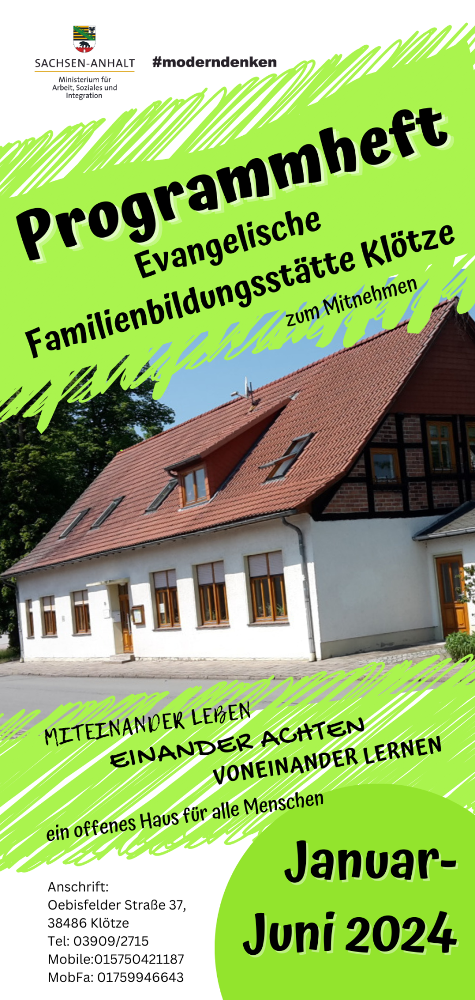 SACHSEN-ANHALT
#moderndenken
Ministerium für
Arbeit, Soziales und
Integration
Programmheft
Evangelische
Familienbildungsstätte Klötze
zum Mitnehmen
MITEINANDER LEBEN
EINANDER ACHTEN
VONEINANDER LERNEN
ein offenes Haus für alle Menschen
Januar-
Juni 2024
Anschrift:
Oebisfelder Straße 37,
38486 Klötze
Tel: 03909/2715
Mobile:015750421187
MobFa: 01759946643